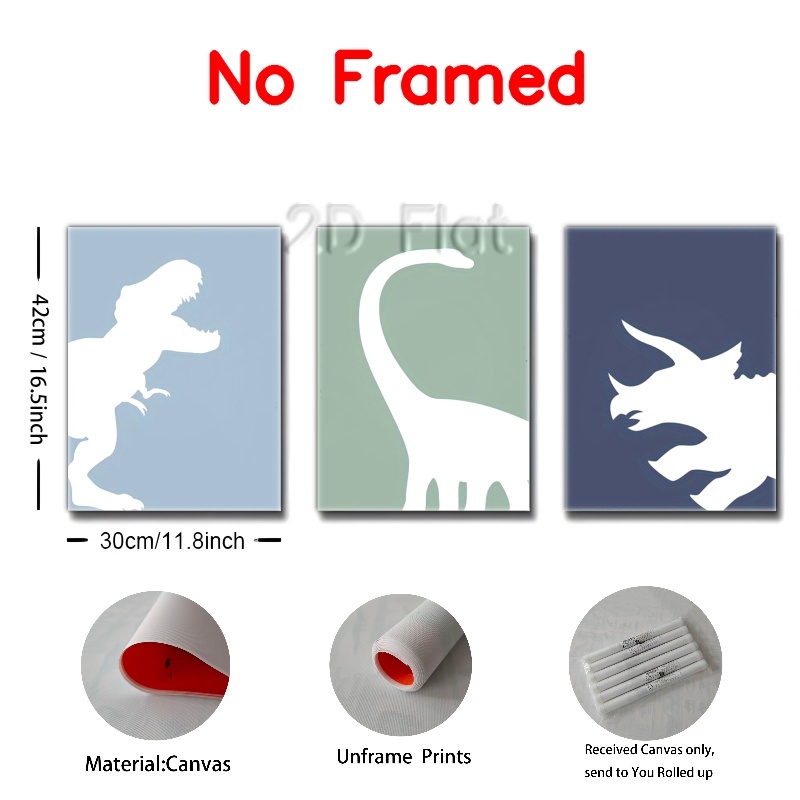 No Framed
2D Flat
42cm / 16.5inch
30cm/11.8inch
Material:Canvas
Unframe Prints
Received Canvas only,
send to You Rolled up